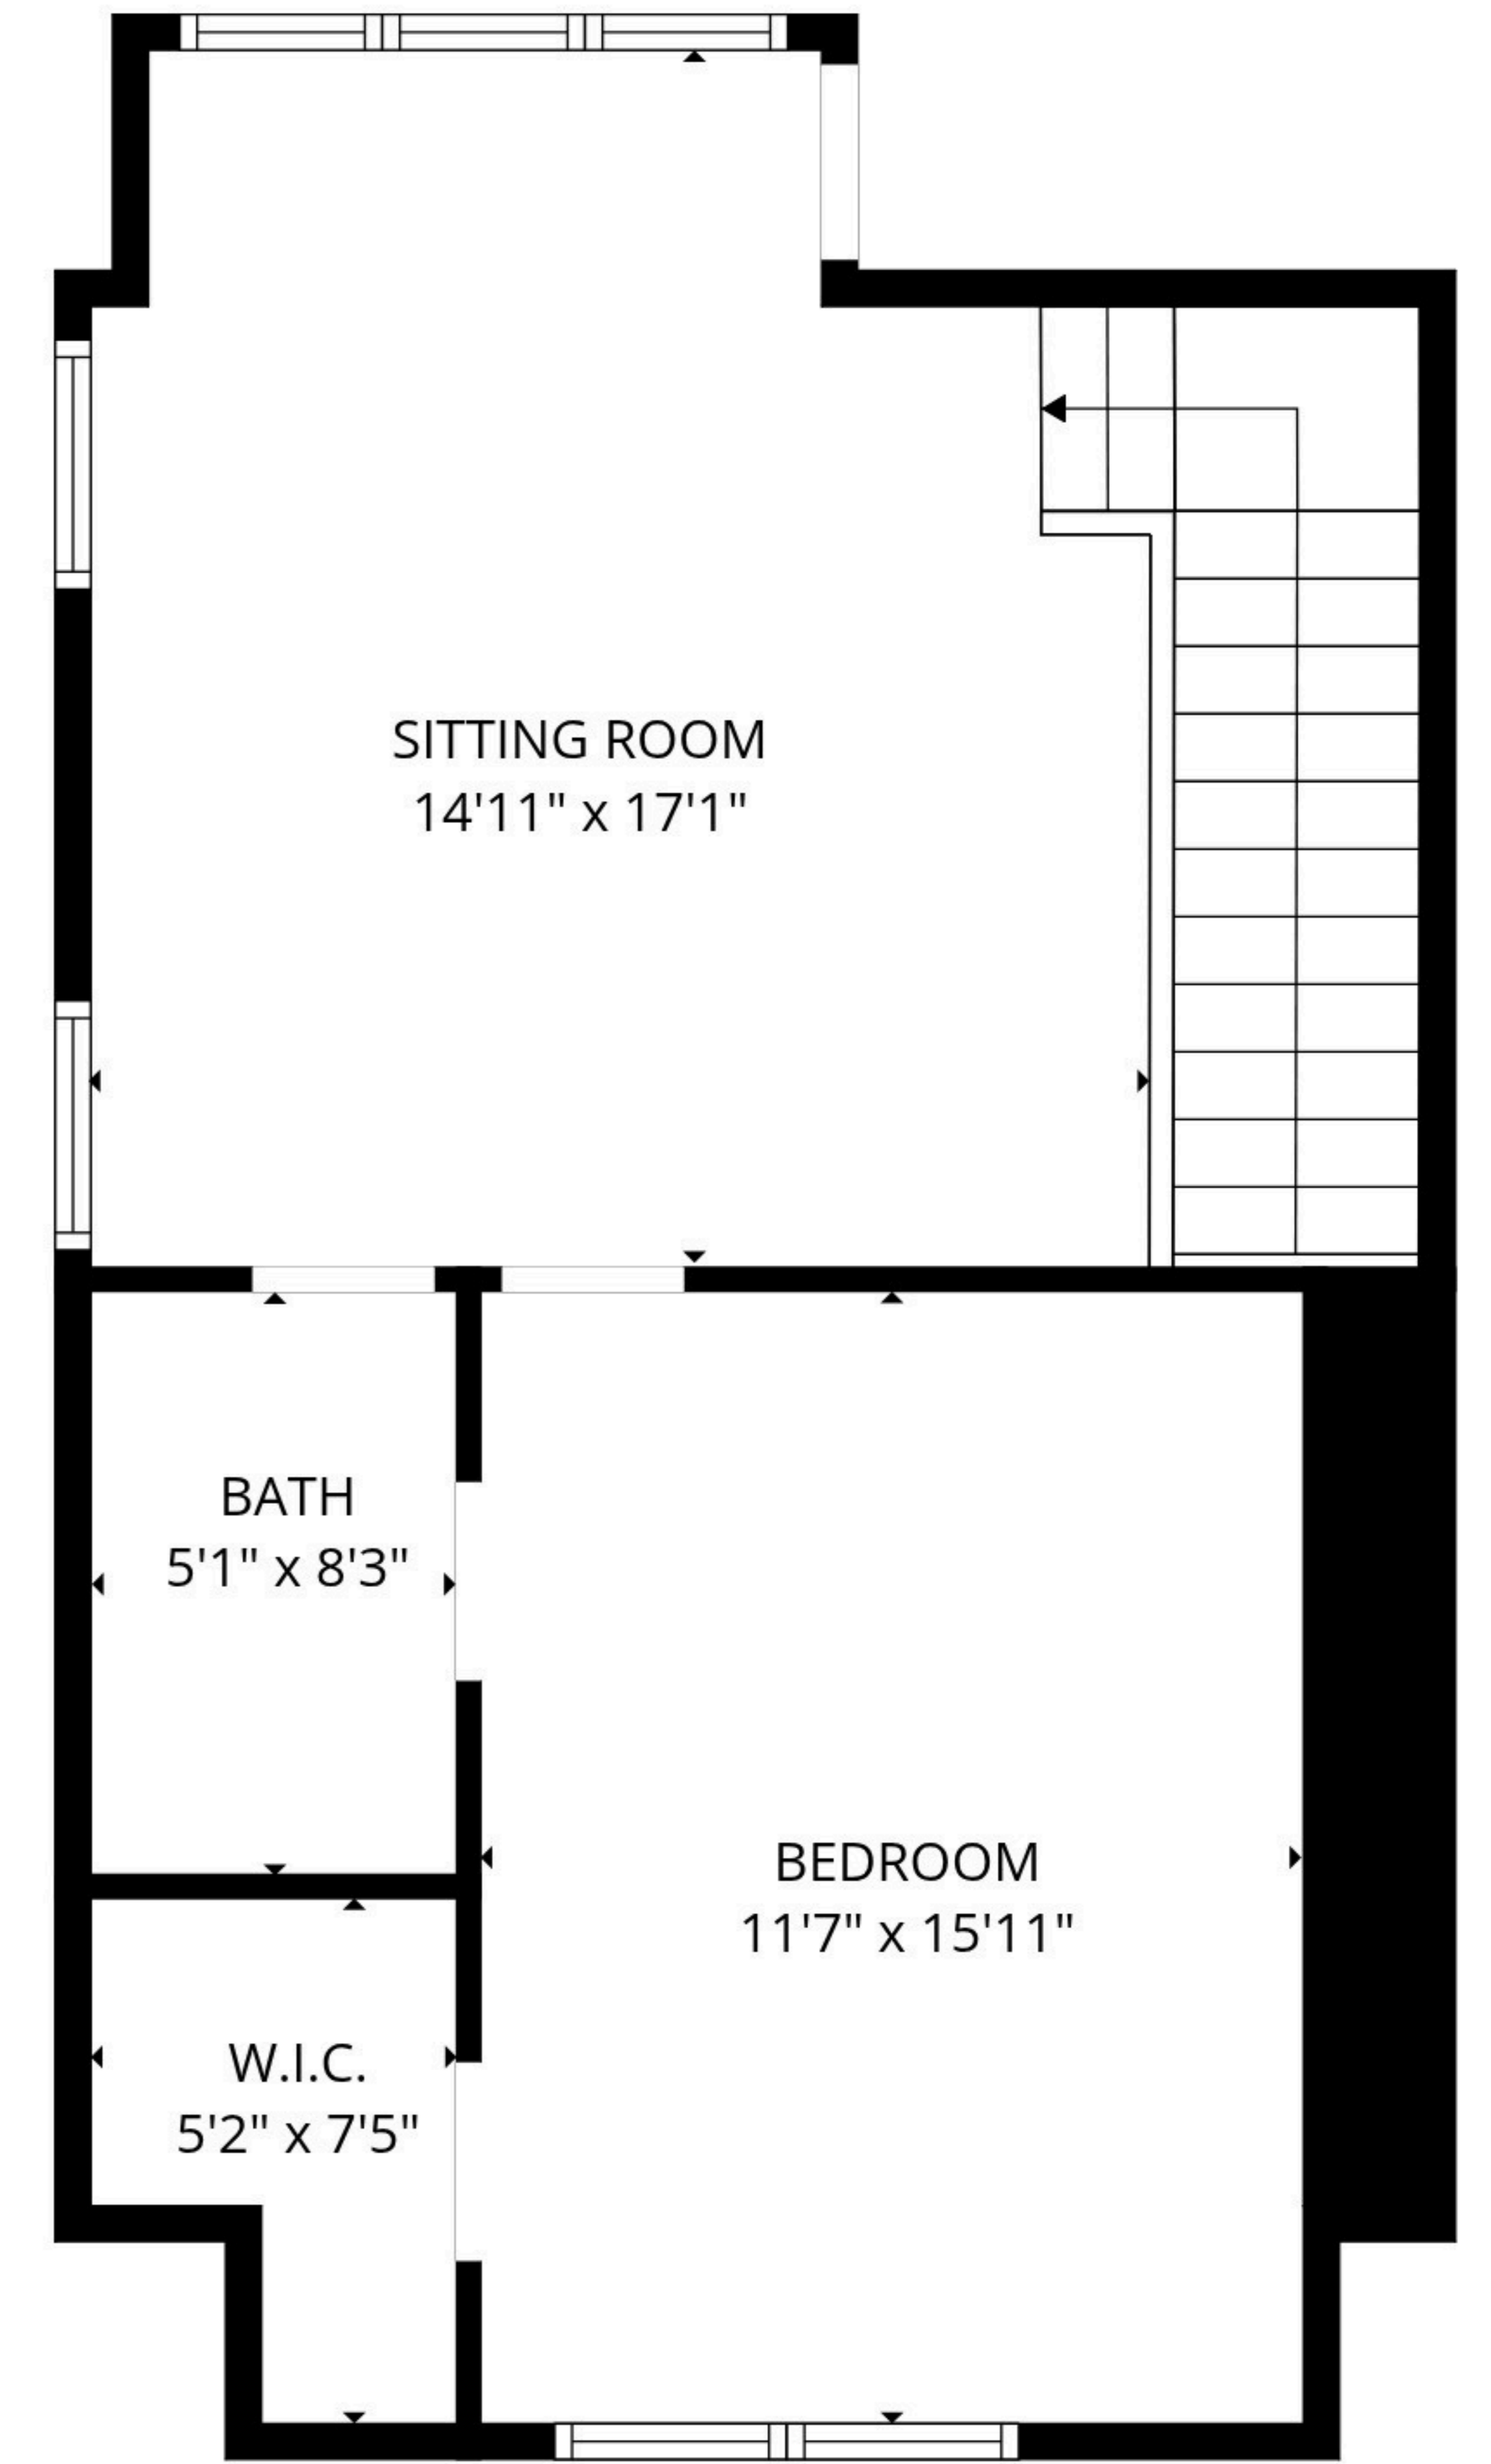 SITTING ROOM
14'11" x 17'1"
BATH
5'1" x 8'3"
BEDROOM
11'7" x 15'11"
W.I.C.
5'2" x 7'5"